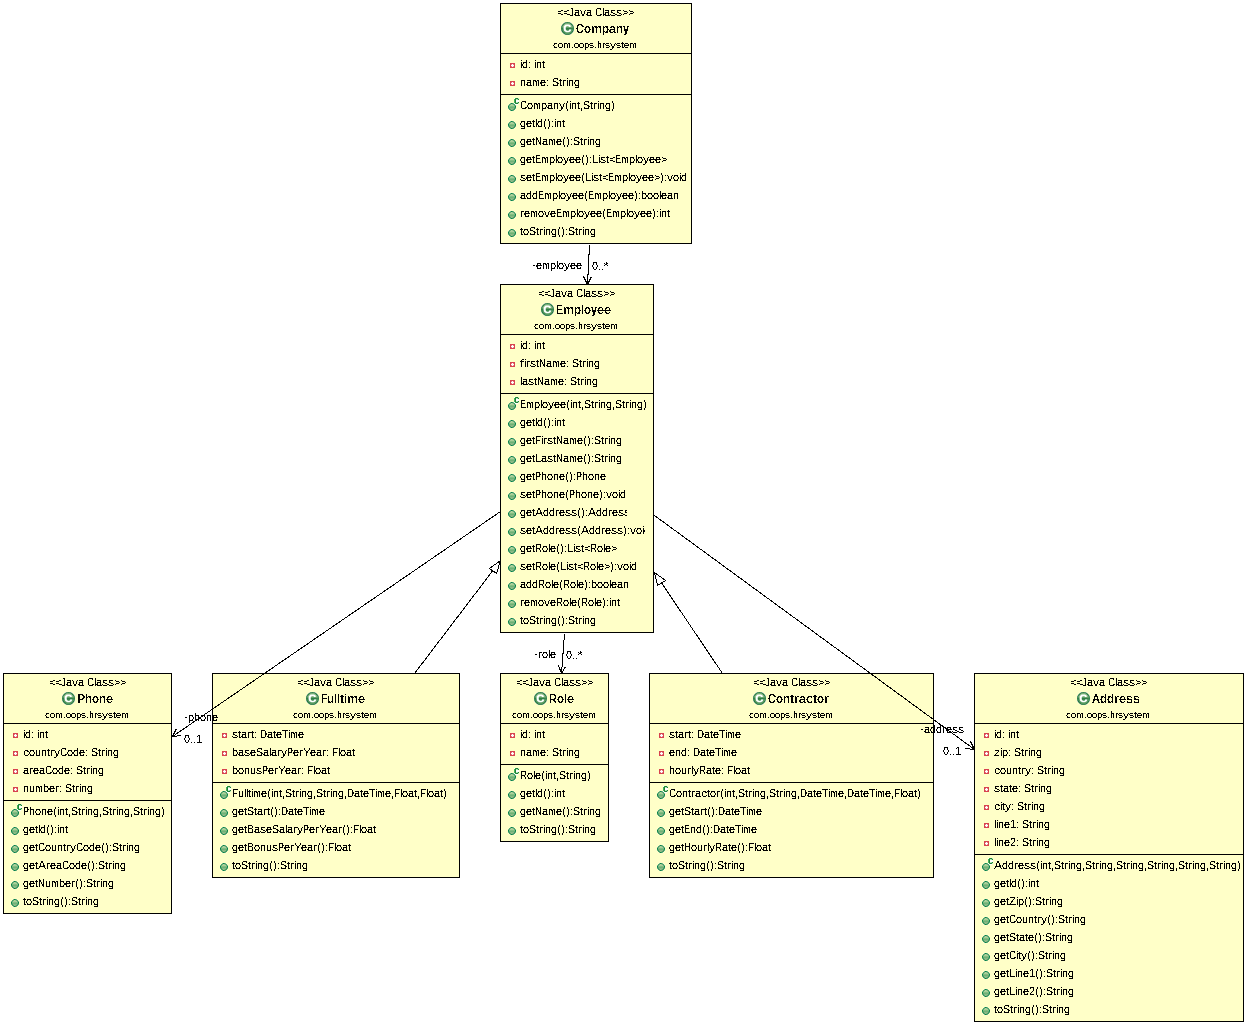 <<Java Class>>
Company
com.oops.hrsystem
id: int
name: String
Company(int,String)
getId():int
getName():String
getEmployee():List<Employee>
setEmployee(List<Employee>):void
addEmployee(Employee):boolean
removeEmployee(Employee):int
toString():String
-employee 0..*
<<Java Class>>
Employee
com.oops.hrsystem
id: int
firstName: String
lastName: String
Employee(int,String,String)
getId():int
getFirstName():String
getLastName():String
getPhone():Phone
setPhone(Phone):void
getAddress():Address
setAddress(Address):voi
getRole():List<Role>
setRole(List<Role>):void
addRole(Role):boolean
removeRole(Role):int
toString():String
-phone
0..1
-role 0..*
-address
0..1
<<Java Class>>
Phone
com.oops.hrsystem
id: int
countryCode: String
areaCode: String
number: String
Phone(int,String,String,String)
getId():int
getCountryCode():String
getAreaCode():String
getNumber():String
toString():String
<<Java Class>>
Fulltime
com.oops.hrsystem
start: DateTime
baseSalaryPerYear: Float
bonusPerYear: Float
Fulltime(int,String,String,DateTime,Float,Float)
getStart():DateTime
getBaseSalaryPerYear():Float
getBonusPerYear():Float
toString():String
<<Java Class>>
Role
com.oops.hrsystem
id: int
name: String
Role(int,String)
getId():int
getName():String
toString():String
<<Java Class>>
Contractor
com.oops.hrsystem
start: DateTime
end: DateTime
hourlyRate: Float
Contractor(int,String,String,DateTime,DateTime,Float)
getStart():DateTime
getEnd():DateTime
getHourlyRate():Float
toString():String
<<Java Class>>
Address
com.oops.hrsystem
id: int
zip: String
country: String
state: String
city: String
line1: String
line2: String
Address(int,String,String,String,String,String,String)
getId():int
getZip():String
getCountry():String
getState():String
getCity():String
getLine1():String
getLine2():String
toString():String